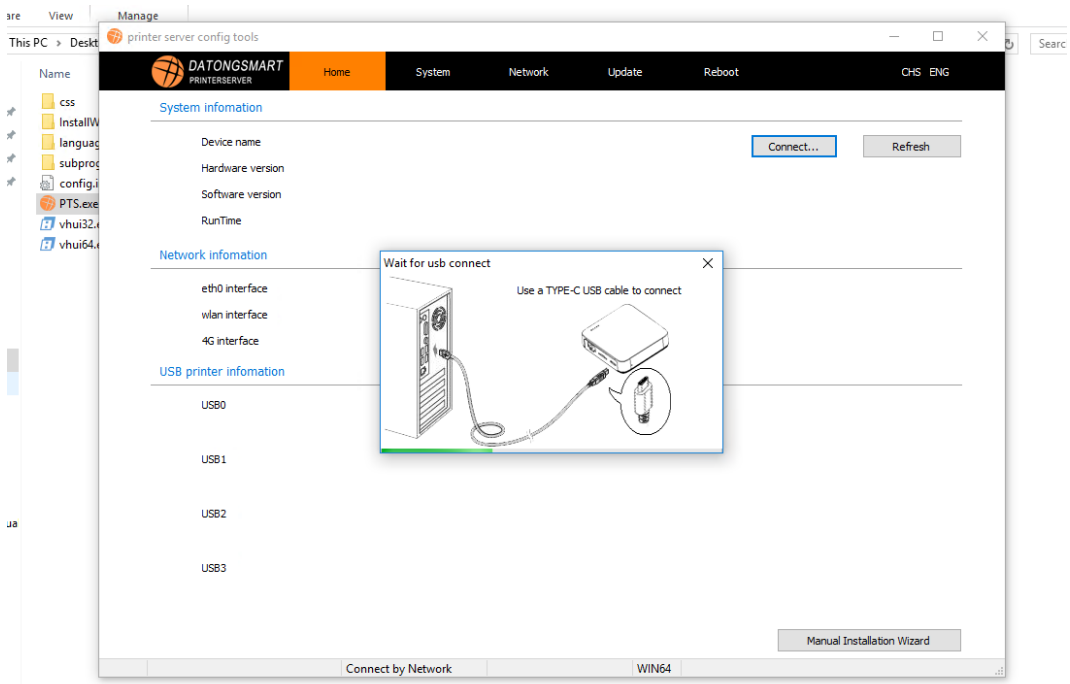 are View Manage
This PC > Deskt
Searc
Name
css
InstallW
languag
subprog
config.i
PTS.exe
vhui32.e
vhui64.e
ua
printer server config tools
DATONGSMART
PRINTERSERVER
Home System Network Update Reboot CHS ENG
System infomation
Device name
Connect... Refresh
Hardware version
Software version
RunTime
Network infomation
eth0 interface
wlan interface
4G interface
USB printer infomation
USB0
USB1
USB2
USB3
Wait for usb connect
Use a TYPE-C USB cable to connect
Manual Installation Wizard
Connect by Network WIN64